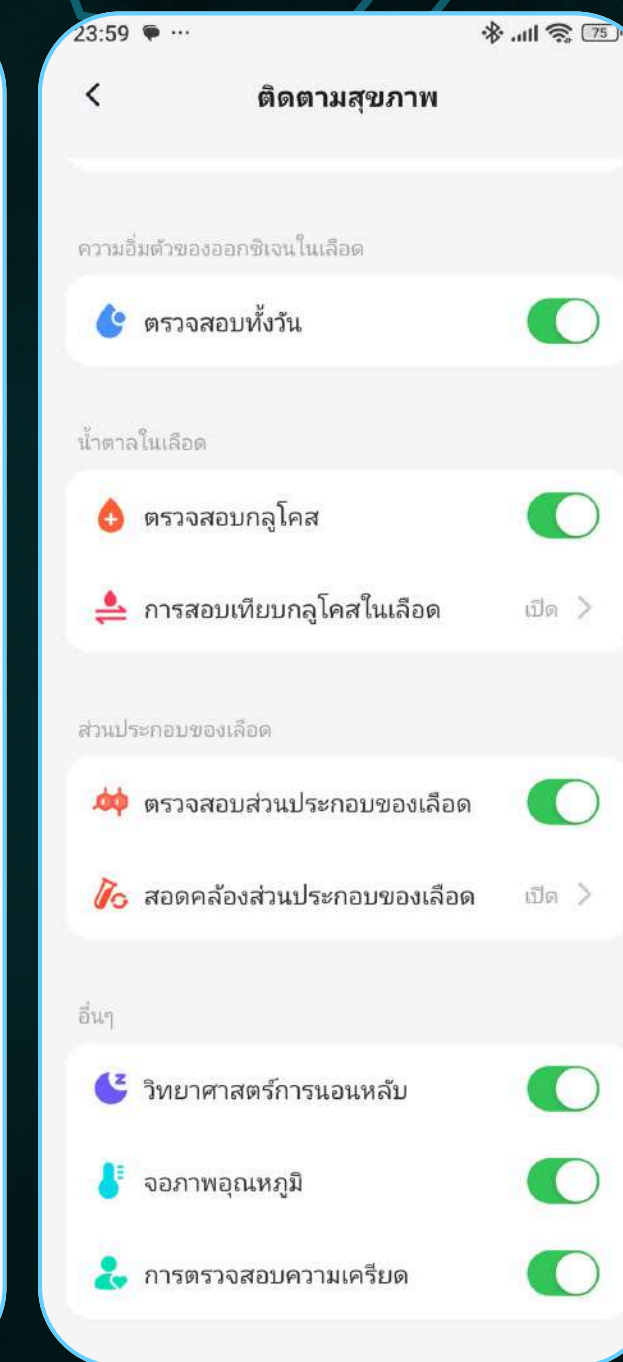 23:59 ... 75
ติดตามสุขภาพ
ความอิ่มตัวของออกซิเจนในเลือด
ตรวจสอบทั้งวัน
น้ำตาลในเลือด
ตรวจสอบกลูโคส
การสอบเทียบกลูโคสในเลือด เปิด
ส่วนประกอบของเลือด
ตรวจสอบส่วนประกอบของเลือด
สอดคล้องส่วนประกอบของเลือด เปิด
อื่นๆ
วิทยาศาสตร์การนอนหลับ
จอภาพอุณหภูมิ
การตรวจสอบความเครียด